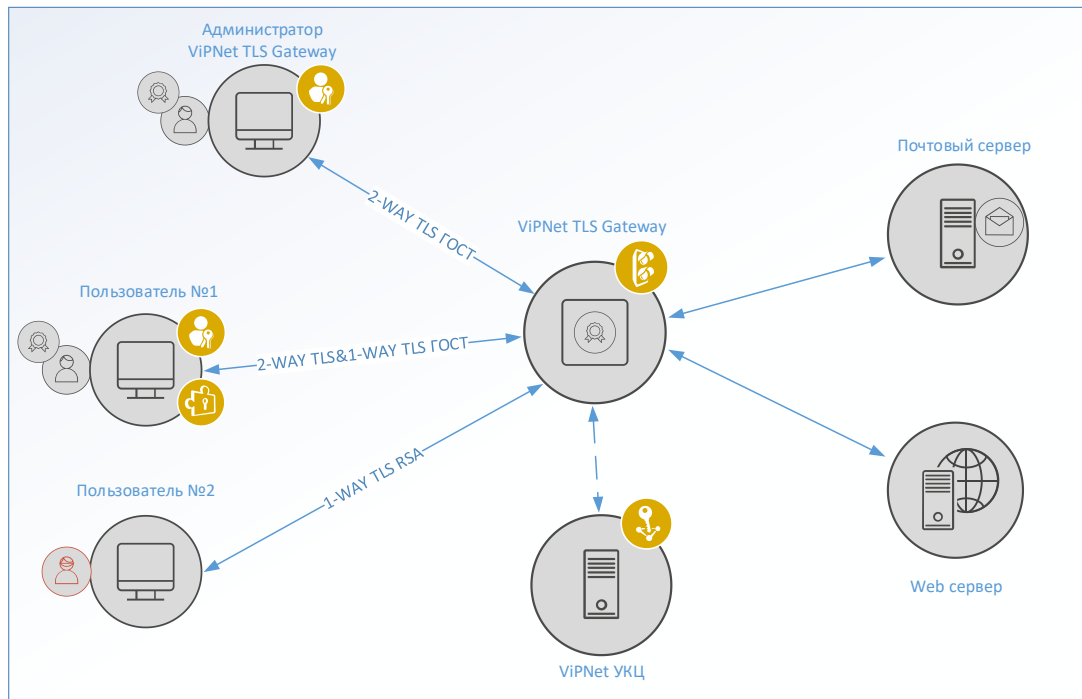 Администратор
ViPNet TLS Gateway
Почтовый сервер
2-WAY TLS ГОСТ
ViPNet TLS Gateway
Пользователь №1
2-WAY TLS&1-WAY TLS ГОСТ
1-WAY TLS RSA
Пользователь №2
Web сервер
ViPNet УКЦ